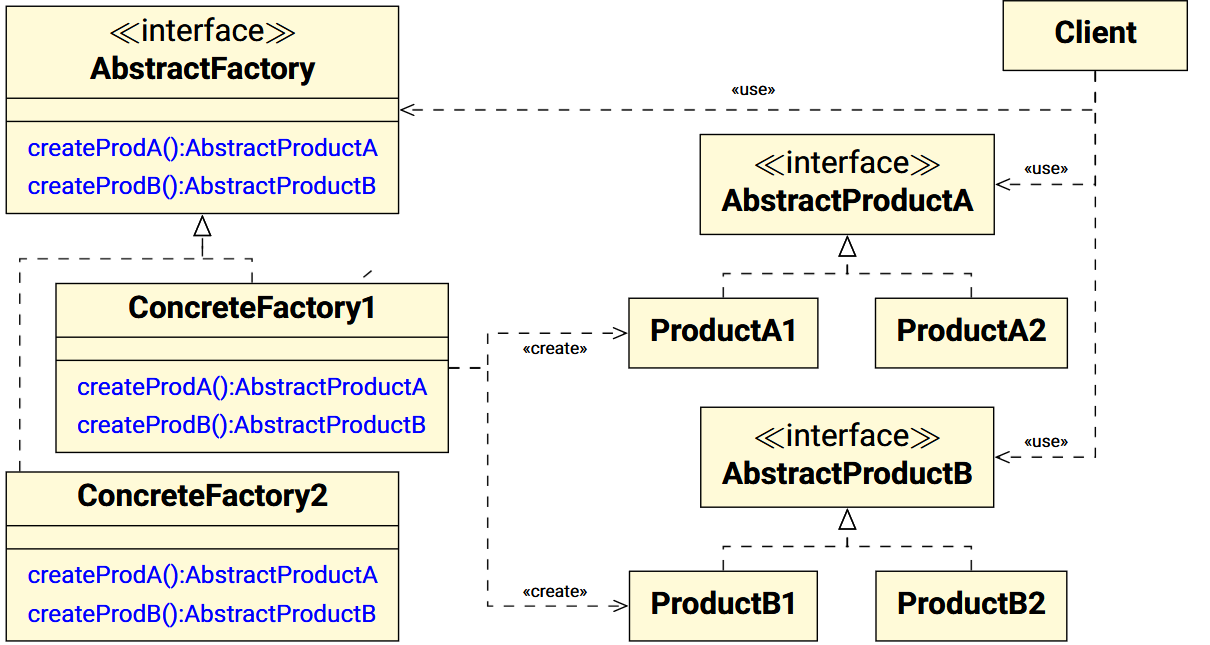 ≪interface≫
AbstractFactory
createProdA():AbstractProductA
createProdB():AbstractProductB
Client
«use»
«use»
≪interface≫
AbstractProductA
ConcreteFactory1
createProdA():AbstractProductA
createProdB():AbstractProductB
«create»
ProductA1
ProductA2
«use»
≪interface≫
AbstractProductB
ConcreteFactory2
createProdA():AbstractProductA
createProdB():AbstractProductB
«create»
ProductB1
ProductB2